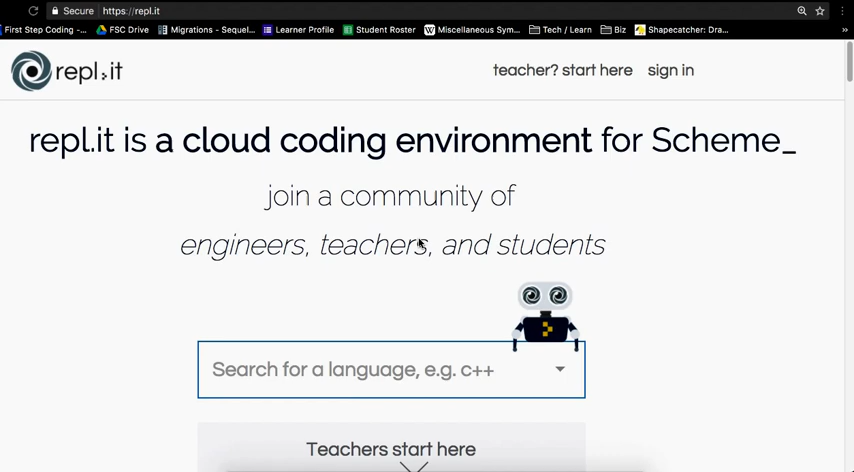 Secure https://repl.it
First Step Coding -... FSC Drive Migrations - Sequel... Learner Profile Student Roster Miscellaneous Sym... Tech / Learn Biz Shapecatcher: Dra... »
repl.it teacher? start here sign in
repl.it is a cloud coding environment for Scheme_
join a community of
engineers, teachers, and students
Search for a language, e.g. c++
Teachers start here